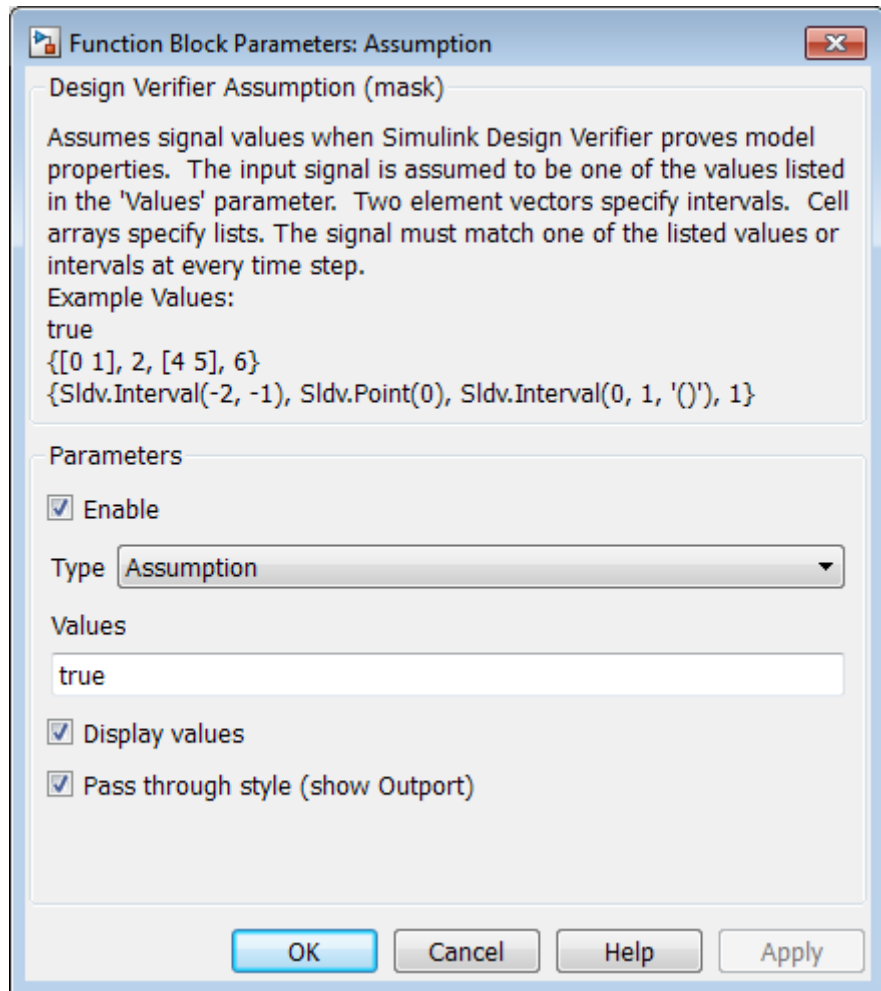 Function Block Parameters: Assumption
Design Verifier Assumption (mask)
Assumes signal values when Simulink Design Verifier proves model
properties.  The input signal is assumed to be one of the values listed
in the 'Values' parameter.  Two element vectors specify intervals.  Cell
arrays specify lists. The signal must match one of the listed values or
intervals at every time step.
Example Values:
true
{[0 1], 2, [4 5], 6}
{Sldv.Interval(-2, -1), Sldv.Point(0), Sldv.Interval(0, 1, '()'), 1}
Parameters
Enable
Type Assumption
Values
true
Display values
Pass through style (show Outport)
OK Cancel Help Apply